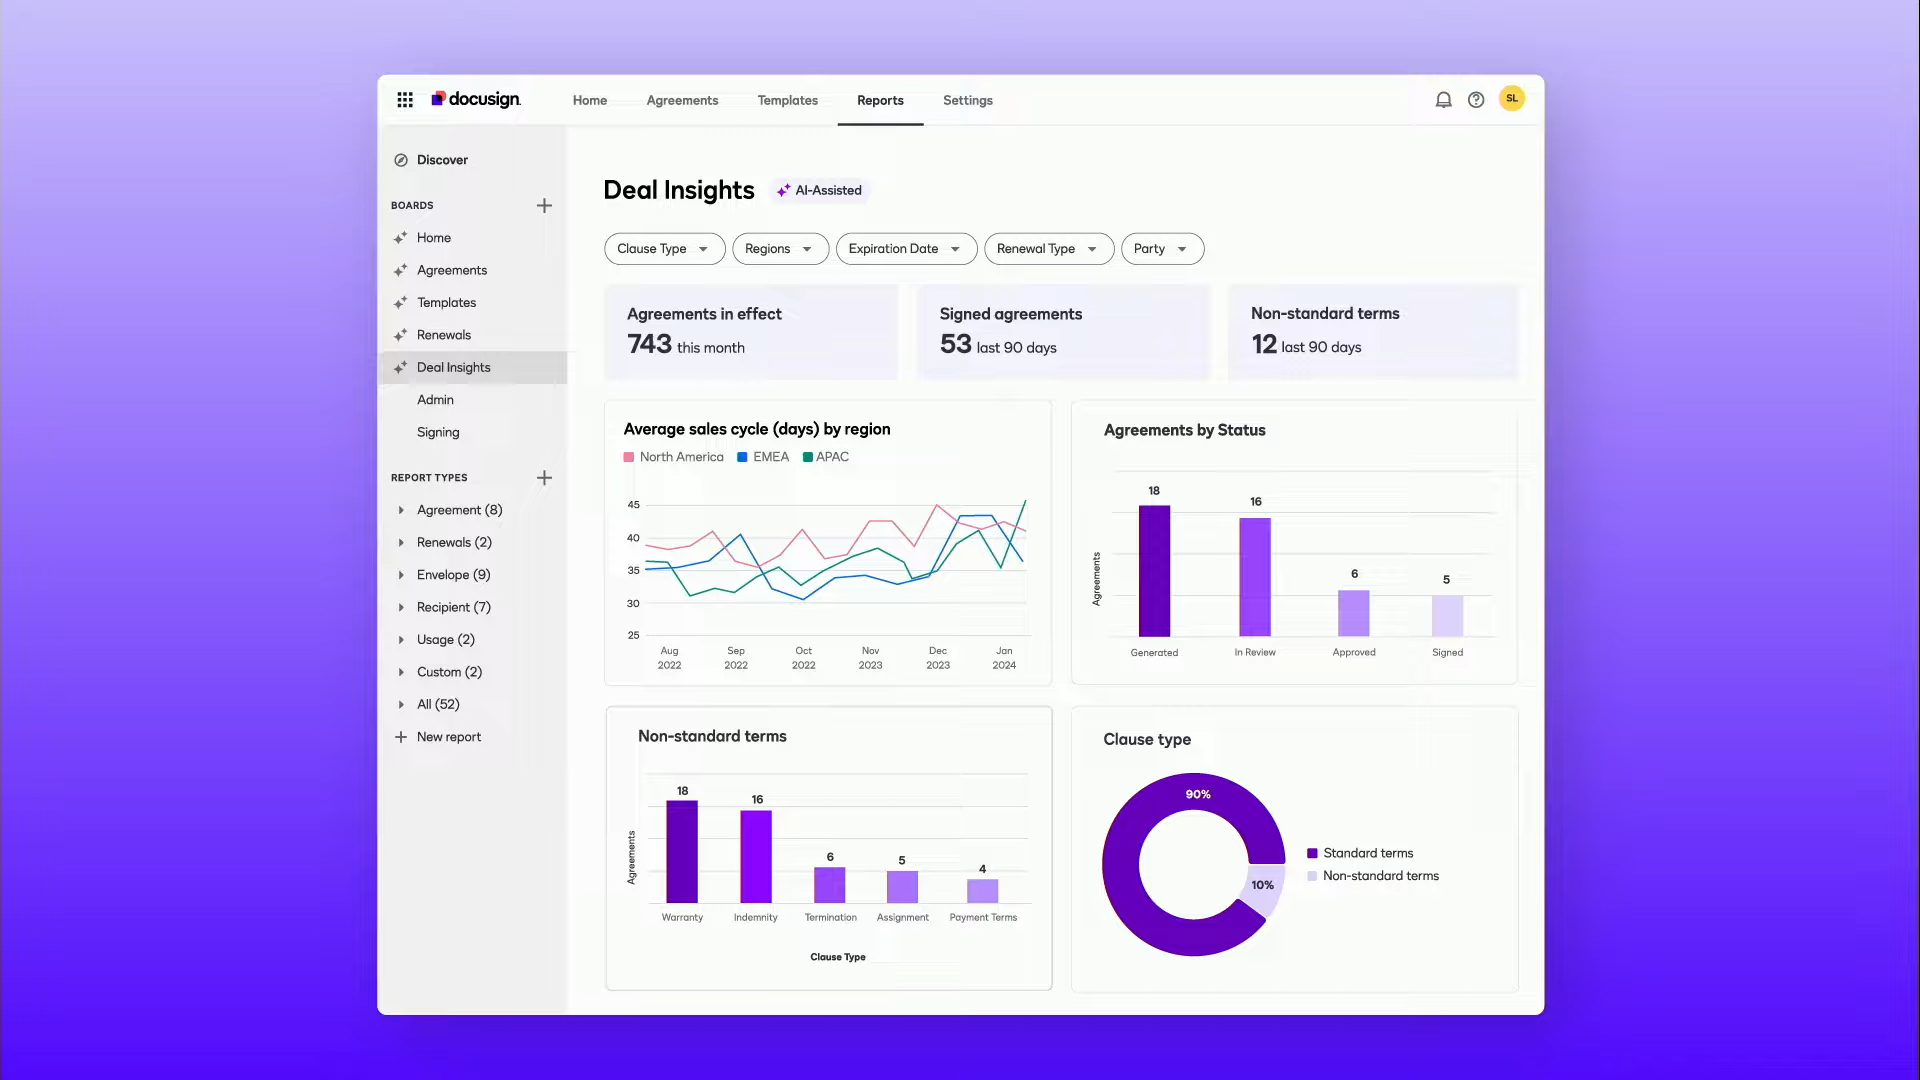 docusign
Home
Agreements
Templates
Reports
Settings
SL
Discover
BOARDS
Home
Agreements
Templates
Renewals
Deal Insights
Admin
Signing
REPORT TYPES
Agreement (8)
Renewals (2)
Envelope (9)
Recipient (7)
Usage (2)
Custom (2)
All (52)
New report
Deal Insights
AI-Assisted
Clause Type
Regions
Expiration Date
Renewal Type
Party
Agreements in effect
743 this month
Signed agreements
53 last 90 days
Non-standard terms
12 last 90 days
Average sales cycle (days) by region
North America
EMEA
APAC
45
40
35
30
25
Aug
2022
Sep
2022
Oct
2022
Nov
2023
Dec
2023
Jan
2024
Agreements by Status
Agreements
18
16
6
5
Generated
In Review
Approved
Signed
Non-standard terms
Agreements
18
16
6
5
4
Warranty
Indemnity
Termination
Assignment
Payment Terms
Clause Type
Clause type
90%
10%
Standard terms
Non-standard terms